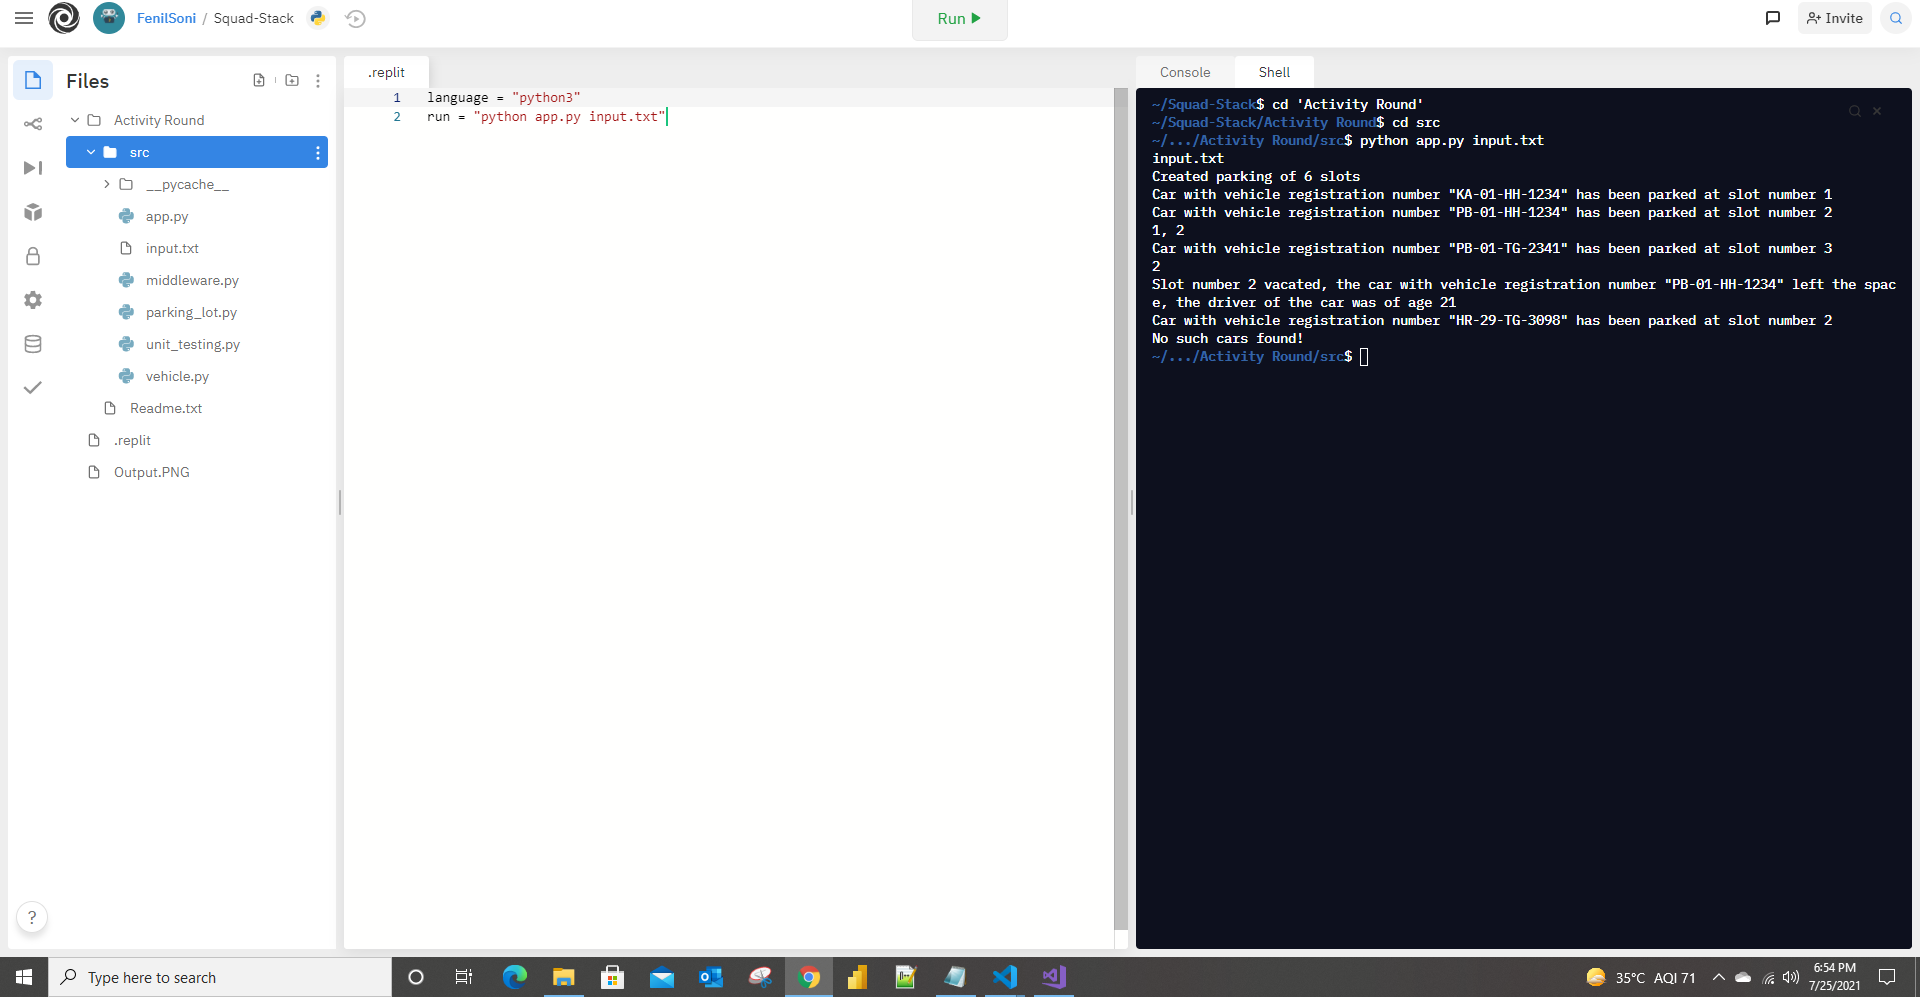 FenilSoni / Squad-Stack
Run
Invite
Files
Activity Round
src
__pycache__
app.py
input.txt
middleware.py
parking_lot.py
unit_testing.py
vehicle.py
Readme.txt
.replit
Output.PNG
?
.replit
1 language = "python3"
2 run = "python app.py input.txt"
Console Shell
~/Squad-Stack$ cd 'Activity Round'
~/Squad-Stack/Activity Round$ cd src
~/.../Activity Round/src$ python app.py input.txt
input.txt
Created parking of 6 slots
Car with vehicle registration number "KA-01-HH-1234" has been parked at slot number 1
Car with vehicle registration number "PB-01-HH-1234" has been parked at slot number 2
1, 2
Car with vehicle registration number "PB-01-TG-2341" has been parked at slot number 3
2
Slot number 2 vacated, the car with vehicle registration number "PB-01-HH-1234" left the spac
e, the driver of the car was of age 21
Car with vehicle registration number "HR-29-TG-3098" has been parked at slot number 2
No such cars found!
~/.../Activity Round/src$
Type here to search
35°C AQI 71
6:54 PM
7/25/2021